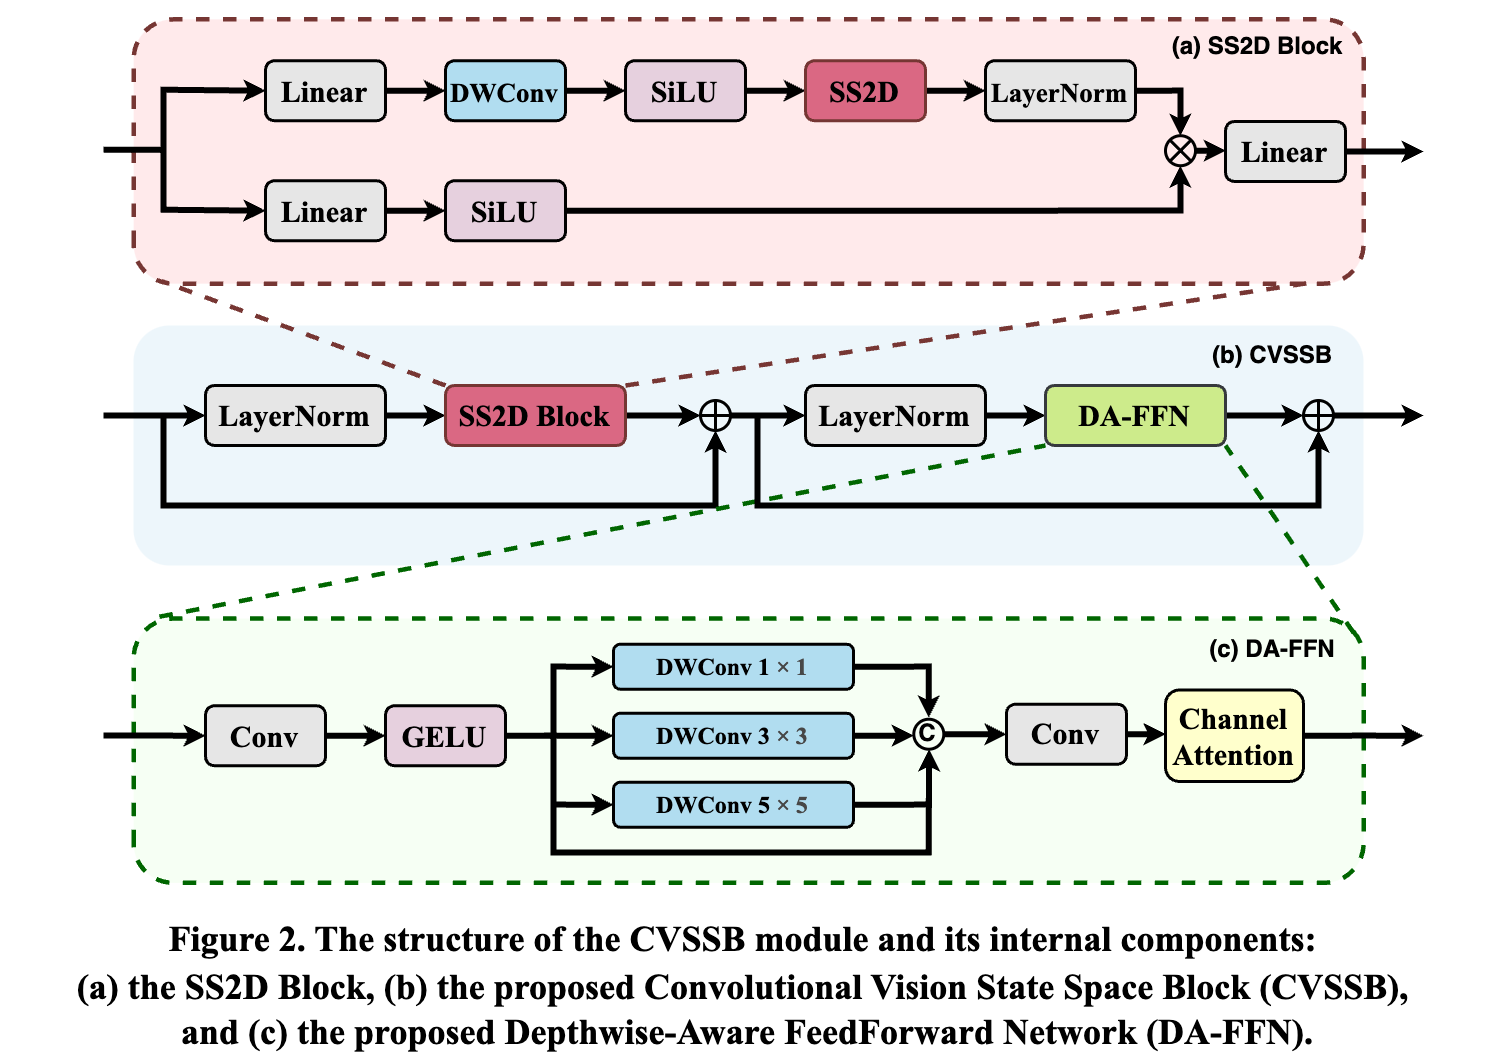 (a) SS2D Block
Linear
DWConv
SiLU
SS2D
LayerNorm
Linear
Linear
SiLU
(b) CVSSB
LayerNorm
SS2D Block
LayerNorm
DA-FFN
(c) DA-FFN
DWConv 1 × 1
Conv
GELU
DWConv 3 × 3
C
Conv
Channel
Attention
DWConv 5 × 5
Figure 2. The structure of the CVSSB module and its internal components:
(a) the SS2D Block, (b) the proposed Convolutional Vision State Space Block (CVSSB),
and (c) the proposed Depthwise-Aware FeedForward Network (DA-FFN).